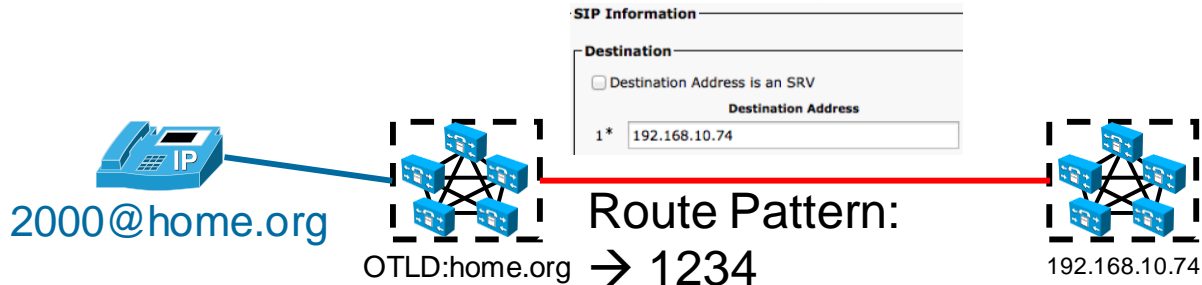 SIP Information
Destination
Destination Address is an SRV
Destination Address
1* 192.168.10.74
IP
2000@home.org
Route Pattern:
→ 1234
OTLD:home.org
192.168.10.74